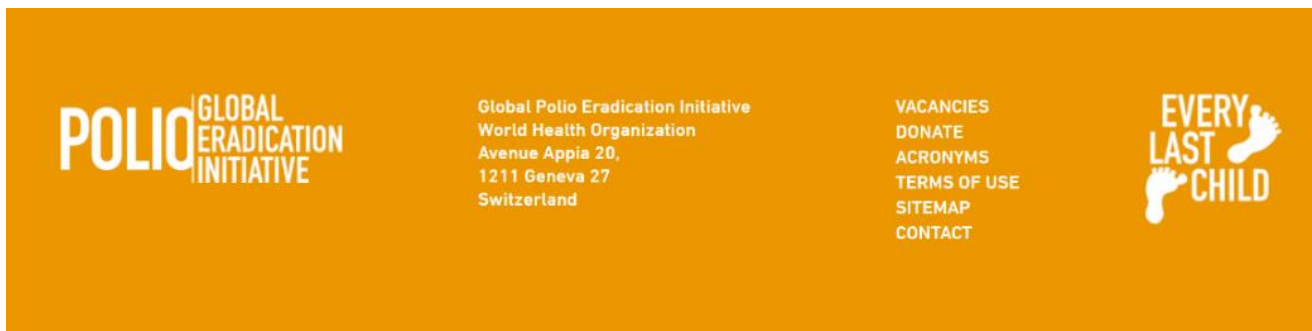 POLIO GLOBAL
ERADICATION
INITIATIVE
Global Polio Eradication Initiative
World Health Organization
Avenue Appia 20,
1211 Geneva 27
Switzerland
VACANCIES
DONATE
ACRONYMS
TERMS OF USE
SITEMAP
CONTACT
EVERY
LAST
CHILD